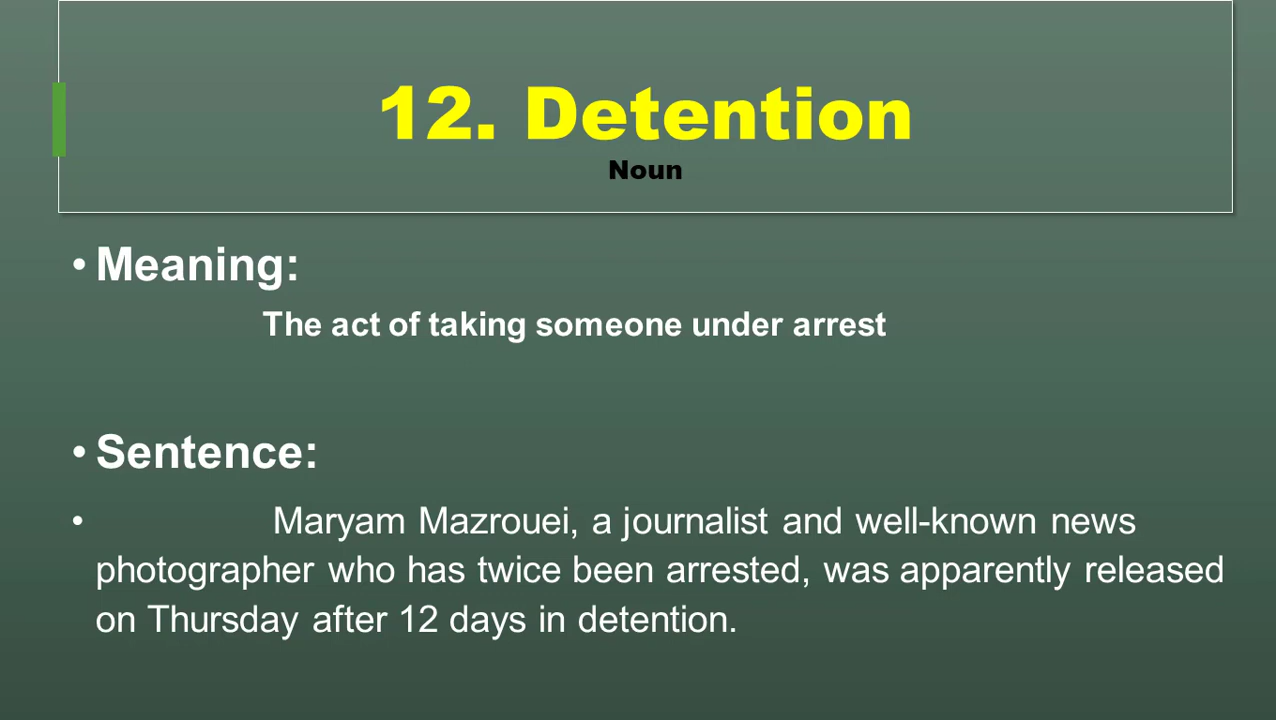 12. Detention
Noun
• Meaning:
The act of taking someone under arrest
• Sentence:
• Maryam Mazrouei, a journalist and well-known news
photographer who has twice been arrested, was apparently released
on Thursday after 12 days in detention.